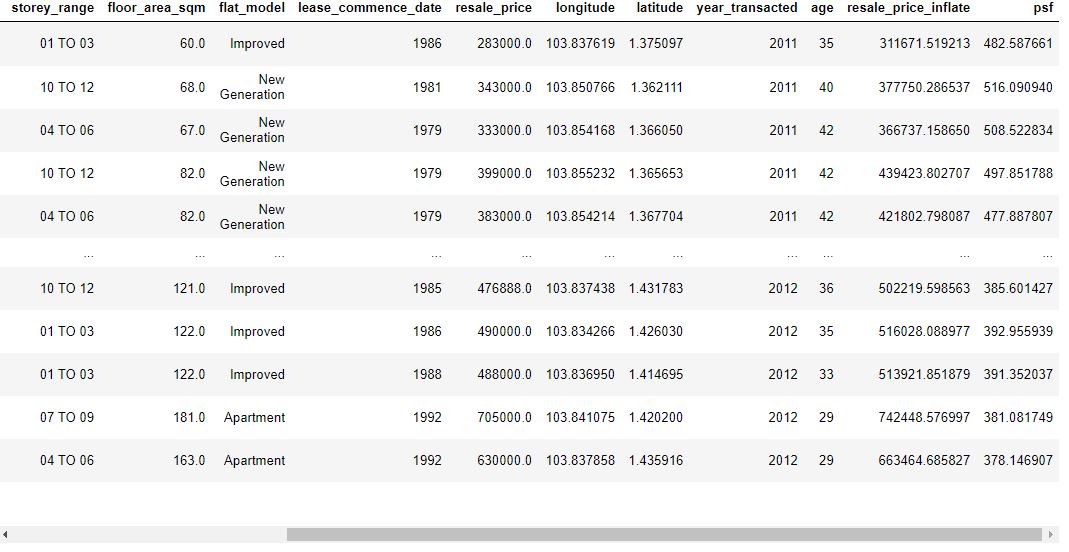 storey_range floor_area_sqm flat_model lease_commence_date resale_price longitude latitude year_transacted age resale_price_inflate psf
01 TO 03 60.0 Improved 1986 283000.0 103.837619 1.375097 2011 35 311671.519213 482.587661
10 TO 12 68.0 New Generation 1981 343000.0 103.850766 1.362111 2011 40 377750.286537 516.090940
04 TO 06 67.0 New Generation 1979 333000.0 103.854168 1.366050 2011 42 366737.158650 508.522834
10 TO 12 82.0 New Generation 1979 399000.0 103.855232 1.365653 2011 42 439423.802707 497.851788
04 TO 06 82.0 New Generation 1979 383000.0 103.854214 1.367704 2011 42 421802.798087 477.887807
... ... ... ... ... ... ... ... ... ... ...
10 TO 12 121.0 Improved 1985 476888.0 103.837438 1.431783 2012 36 502219.598563 385.601427
01 TO 03 122.0 Improved 1986 490000.0 103.834266 1.426030 2012 35 516028.088977 392.955939
01 TO 03 122.0 Improved 1988 488000.0 103.836950 1.414695 2012 33 513921.851879 391.352037
07 TO 09 181.0 Apartment 1992 705000.0 103.841075 1.420200 2012 29 742448.576997 381.081749
04 TO 06 163.0 Apartment 1992 630000.0 103.837858 1.435916 2012 29 663464.685827 378.146907